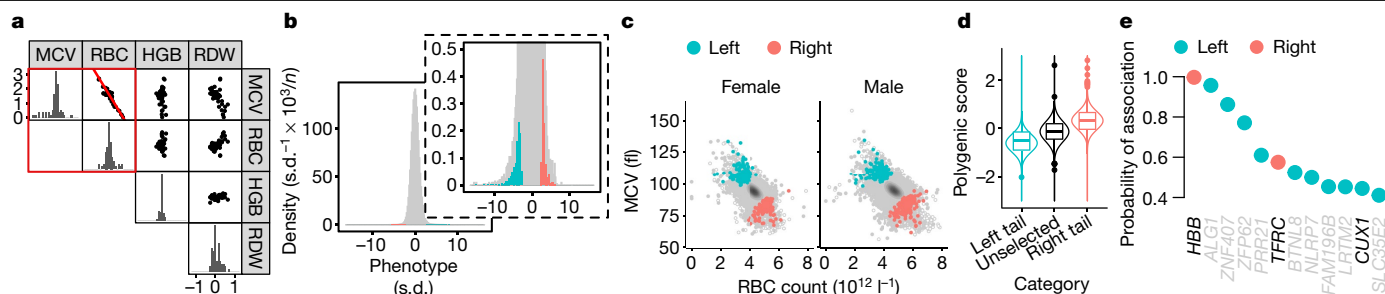 a
MCV RBC HGB RDW
3
2
1
0
MCV
RBC
HGB
RDW
−1 0 1
b
Density (s.d.⁻¹ × 10³/n)
100
50
0
0.5
0.4
0.3
0.2
0.1
0
−10 0 10
−10 0 10
Phenotype
(s.d.)
c
Left Right
Female Male
MCV (fl)
150
125
100
75
50
0 2 4 6 8 0 2 4 6 8
RBC count (10¹² l⁻¹)
d
Polygenic score
2
0
−2
Left tail
Unselected
Right tail
Category
e
Left Right
Probability of association
1.0
0.8
0.6
0.4
HBB
ALG1
ZNF407
ZFP62
PRR21
TFRC
BTNL8
NLRP7
FAM196B
LRTM2
CUX1
SLC35E2